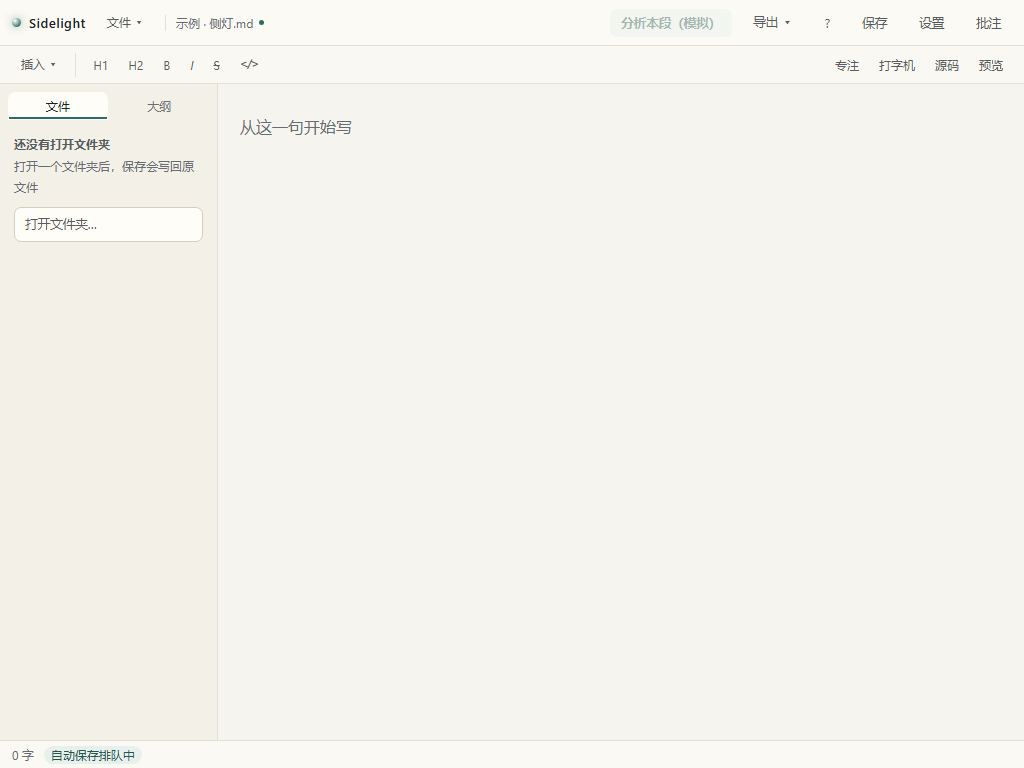 Sidelight 文件 ▾ 示例 · 侧灯.md 分析本段（模拟） 导出 ▾ ? 保存 设置 批注
插入 ▾ H1 H2 B I S </> 专注 打字机 源码 预览
文件 大纲
还没有打开文件夹
打开一个文件夹后，保存会写回原
文件
打开文件夹...
从这一句开始写
0 字 自动保存排队中